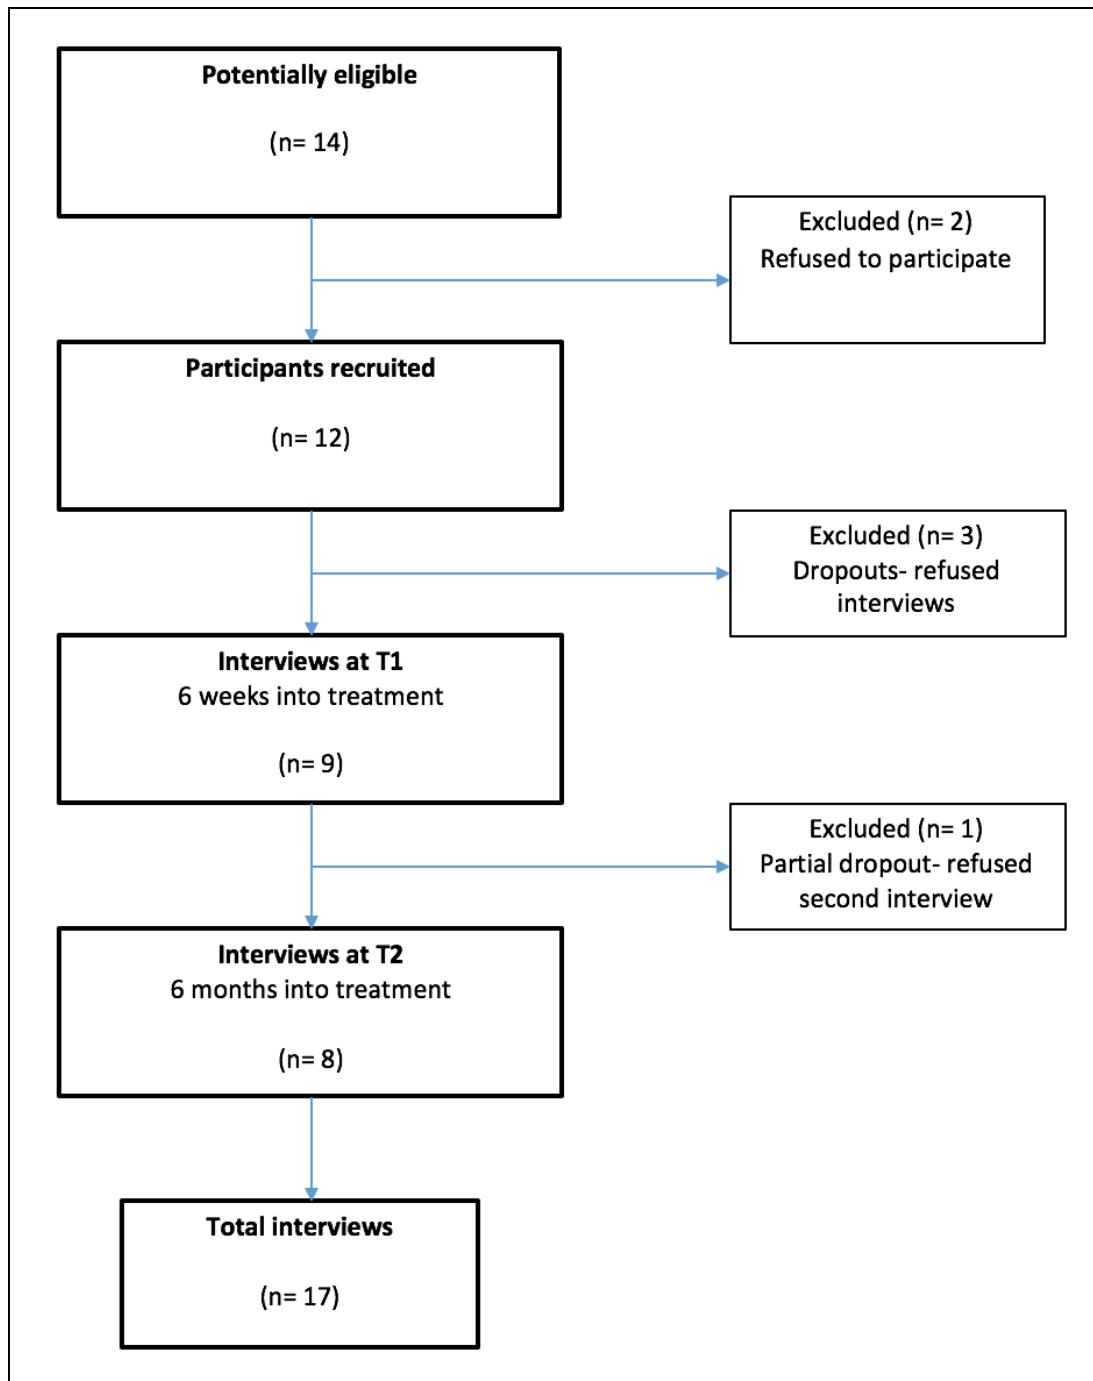 Potentially eligible
(n= 14)
Excluded (n= 2)
Refused to participate
Participants recruited
(n= 12)
Excluded (n= 3)
Dropouts- refused
interviews
Interviews at T1
6 weeks into treatment
(n= 9)
Excluded (n= 1)
Partial dropout- refused
second interview
Interviews at T2
6 months into treatment
(n= 8)
Total interviews
(n= 17)